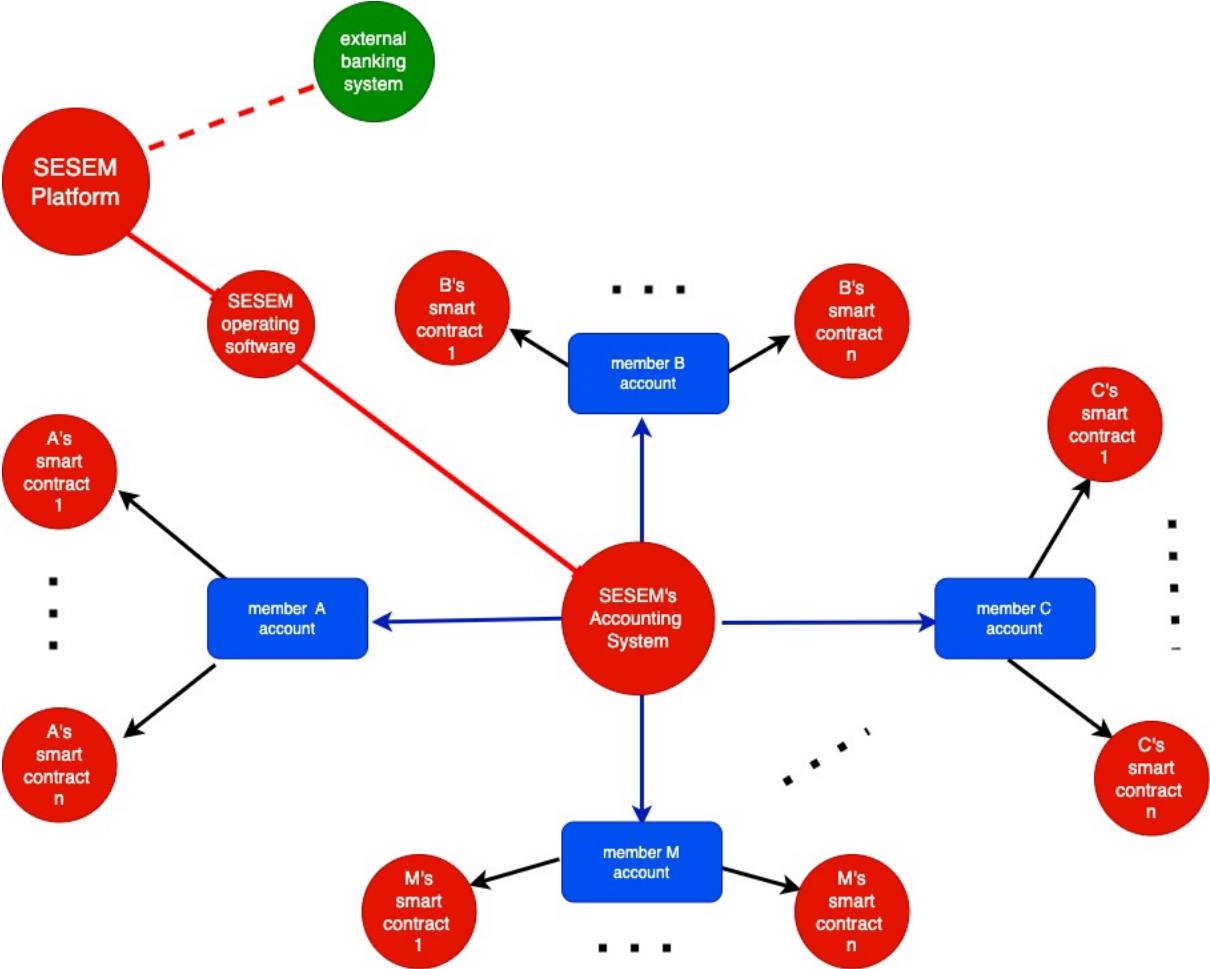 external
banking
system
SESEM
Platform
SESEM
operating
software
B's
smart
contract
1
B's
smart
contract
n
member B
account
C's
smart
contract
1
A's
smart
contract
1
member A
account
SESEM's
Accounting
System
member C
account
A's
smart
contract
n
C's
smart
contract
n
member M
account
M's
smart
contract
1
M's
smart
contract
n